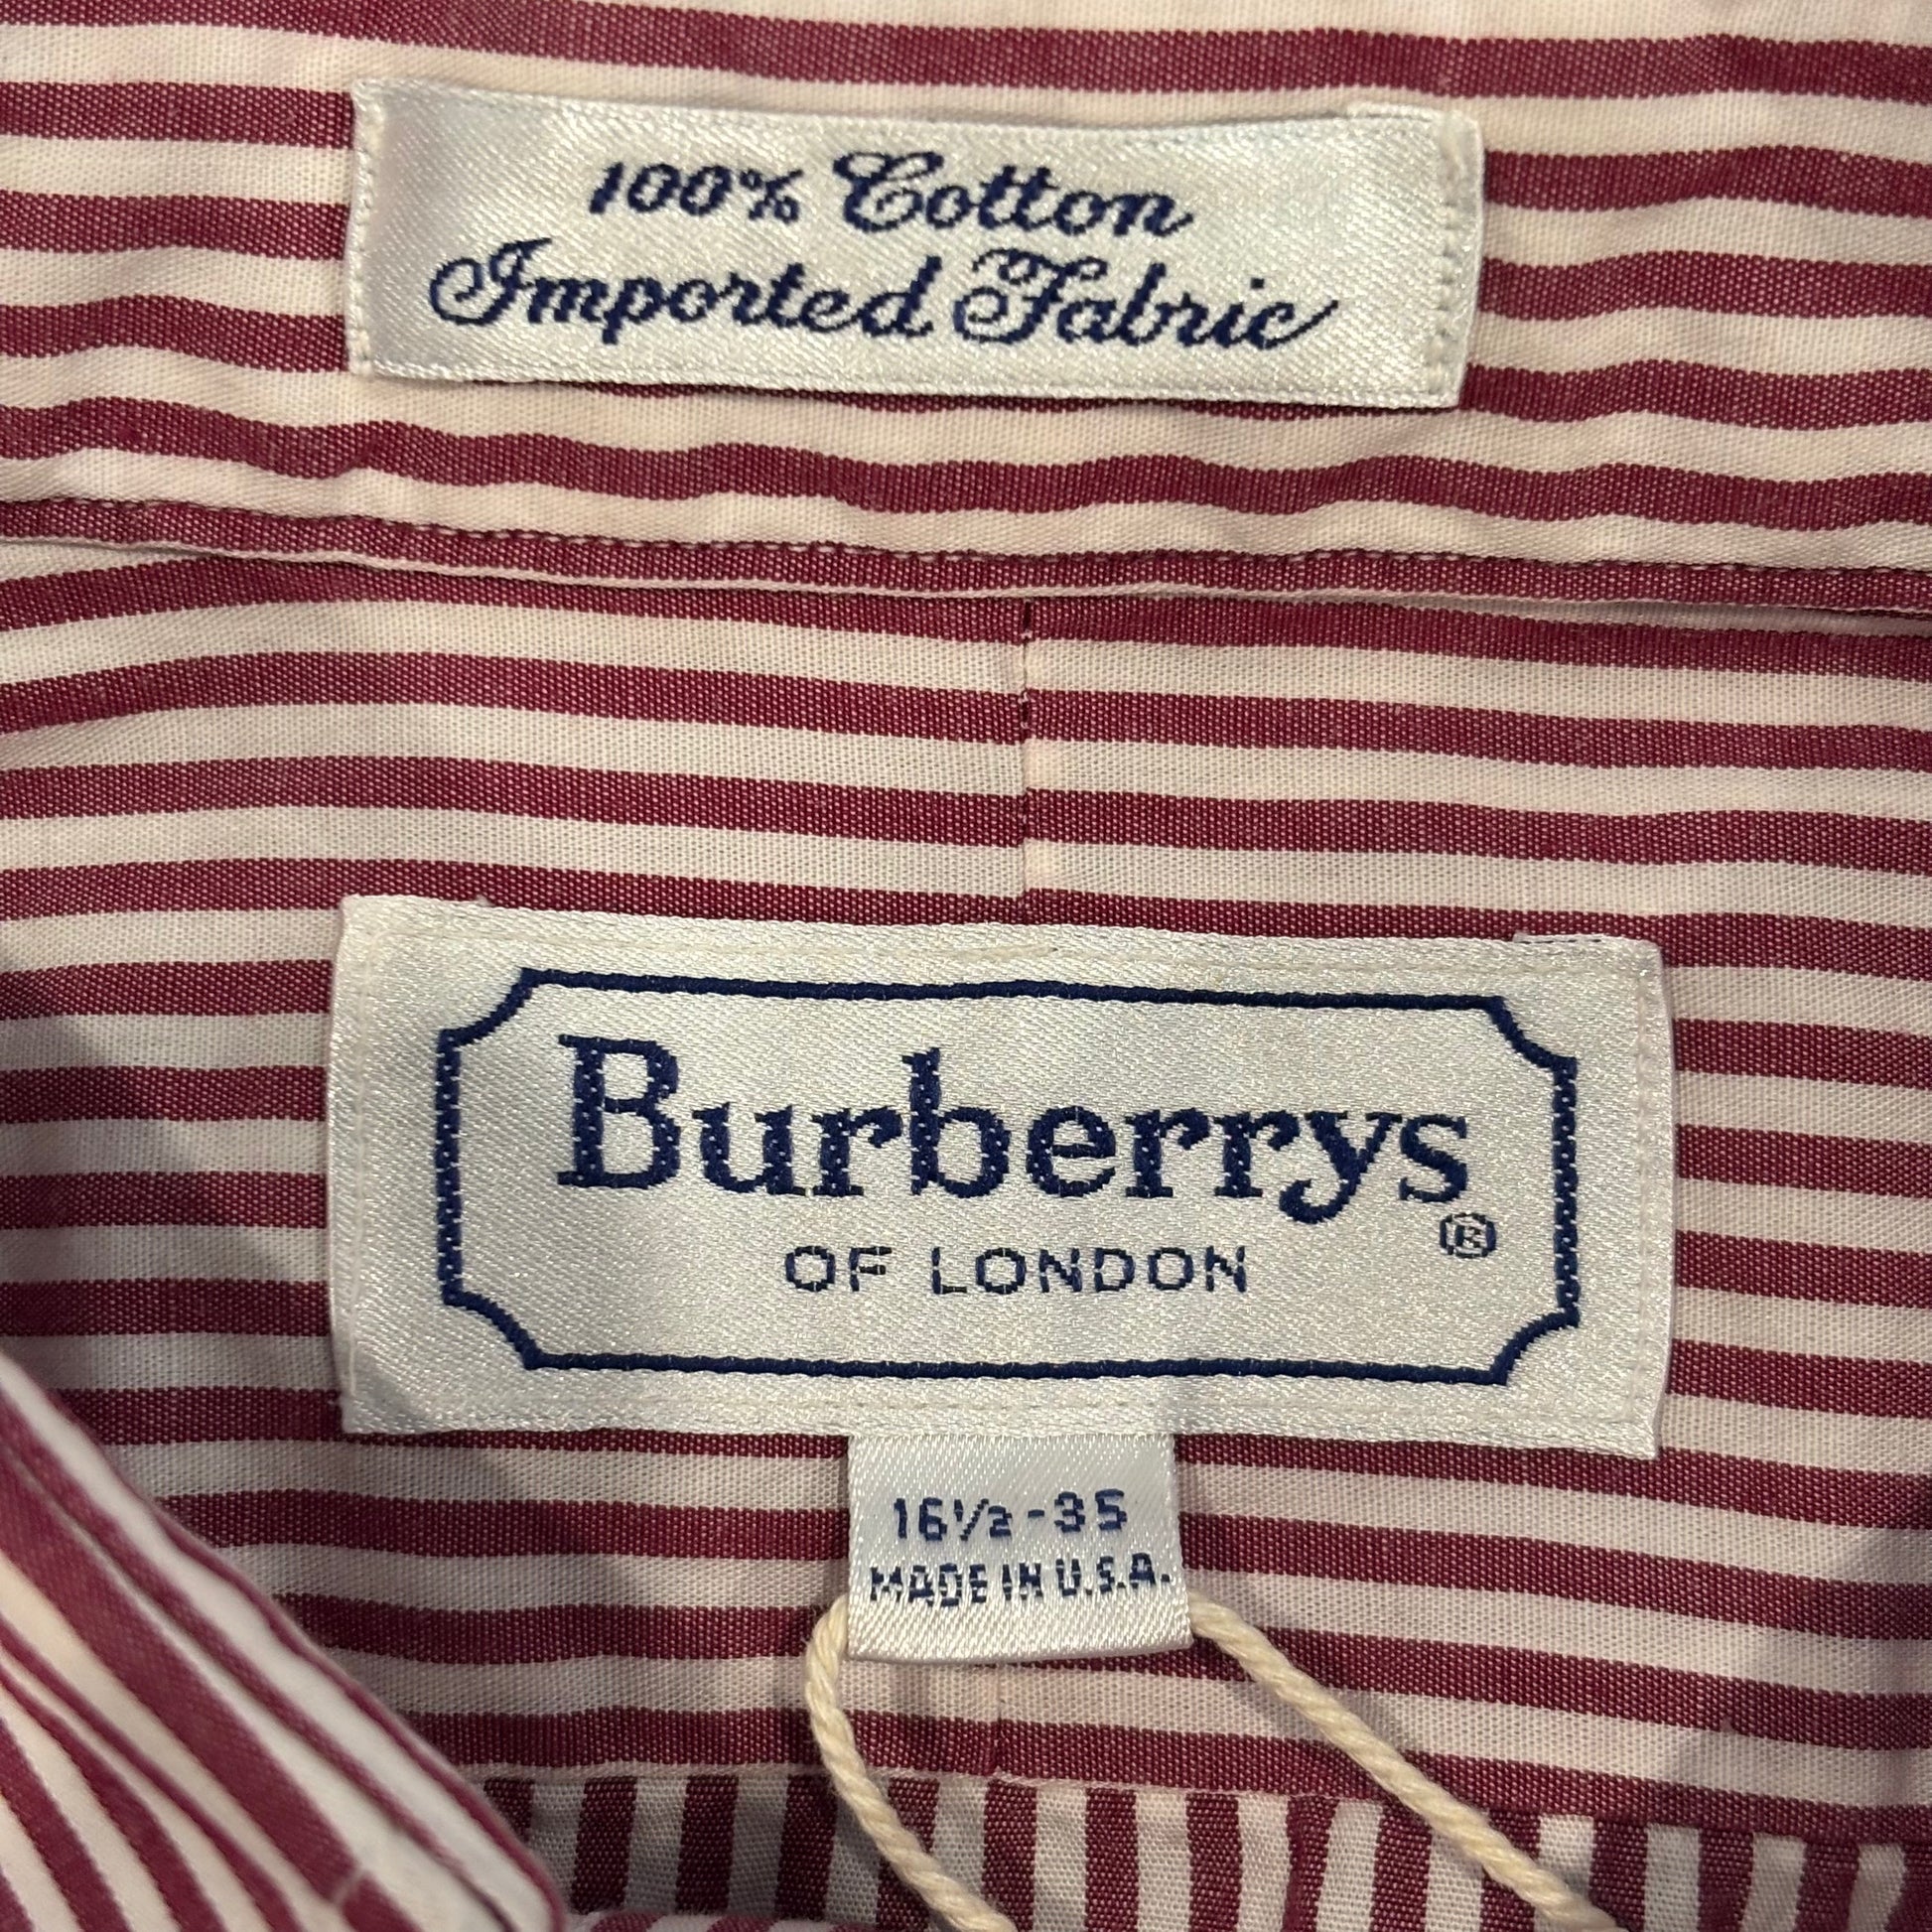 100% Cotton
Imported Fabric
Burberrys®
OF LONDON
16½-35
MADE IN U.S.A.